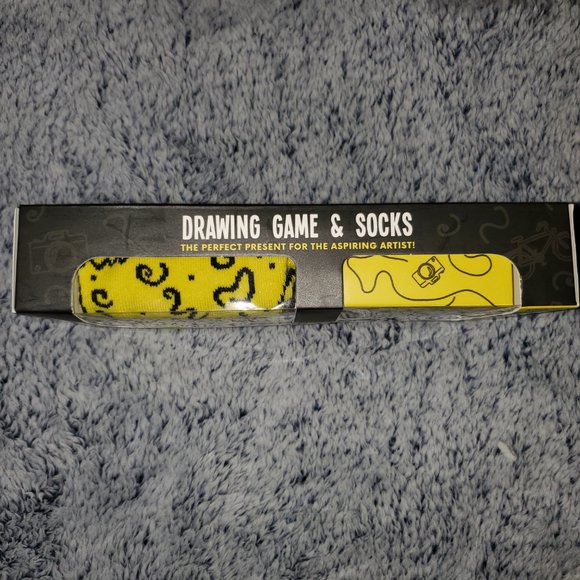 DRAWING GAME & SOCKS
THE PERFECT PRESENT FOR THE ASPIRING ARTIST!